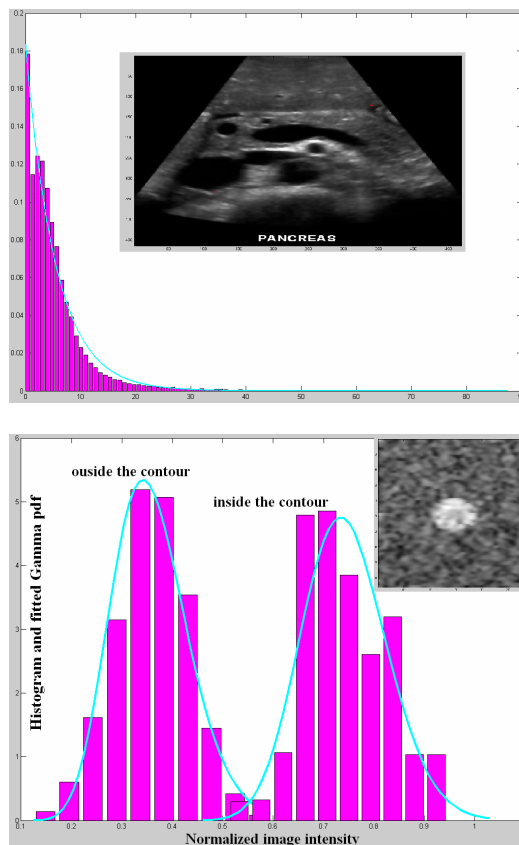 0.2
0.18
0.16
0.14
0.12
0.1
0.08
0.06
0.04
0.02
0
PANCREAS
0 10 20 30 40 50 60 70 80
6
5
4
3
2
1
0
ouside the contour
inside the contour
Histogram and fitted Gamma pdf
0.1 0.2 0.3 0.4 0.5 0.6 0.7 0.8 0.9 1
Normalized image intensity